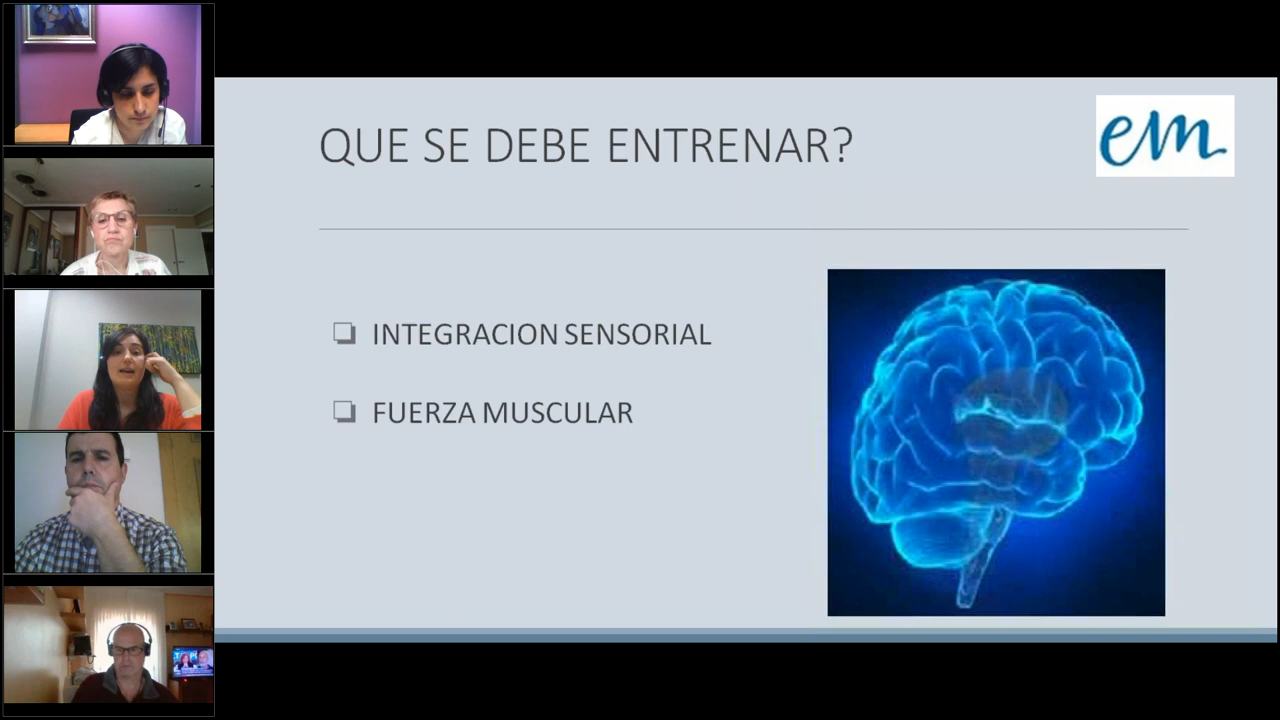 QUE SE DEBE ENTRENAR?
em
INTEGRACION SENSORIAL
FUERZA MUSCULAR